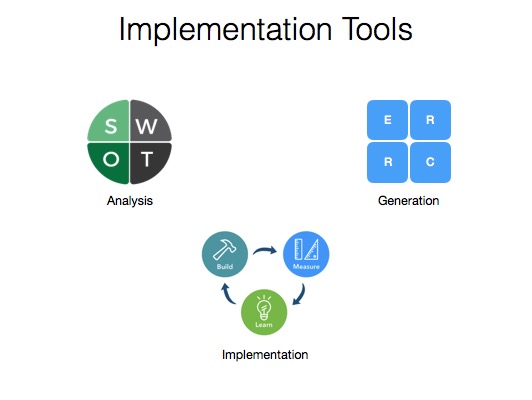 Implementation Tools
S W
O T
E R
R C
Analysis
Generation
Build
Measure
Learn
Implementation